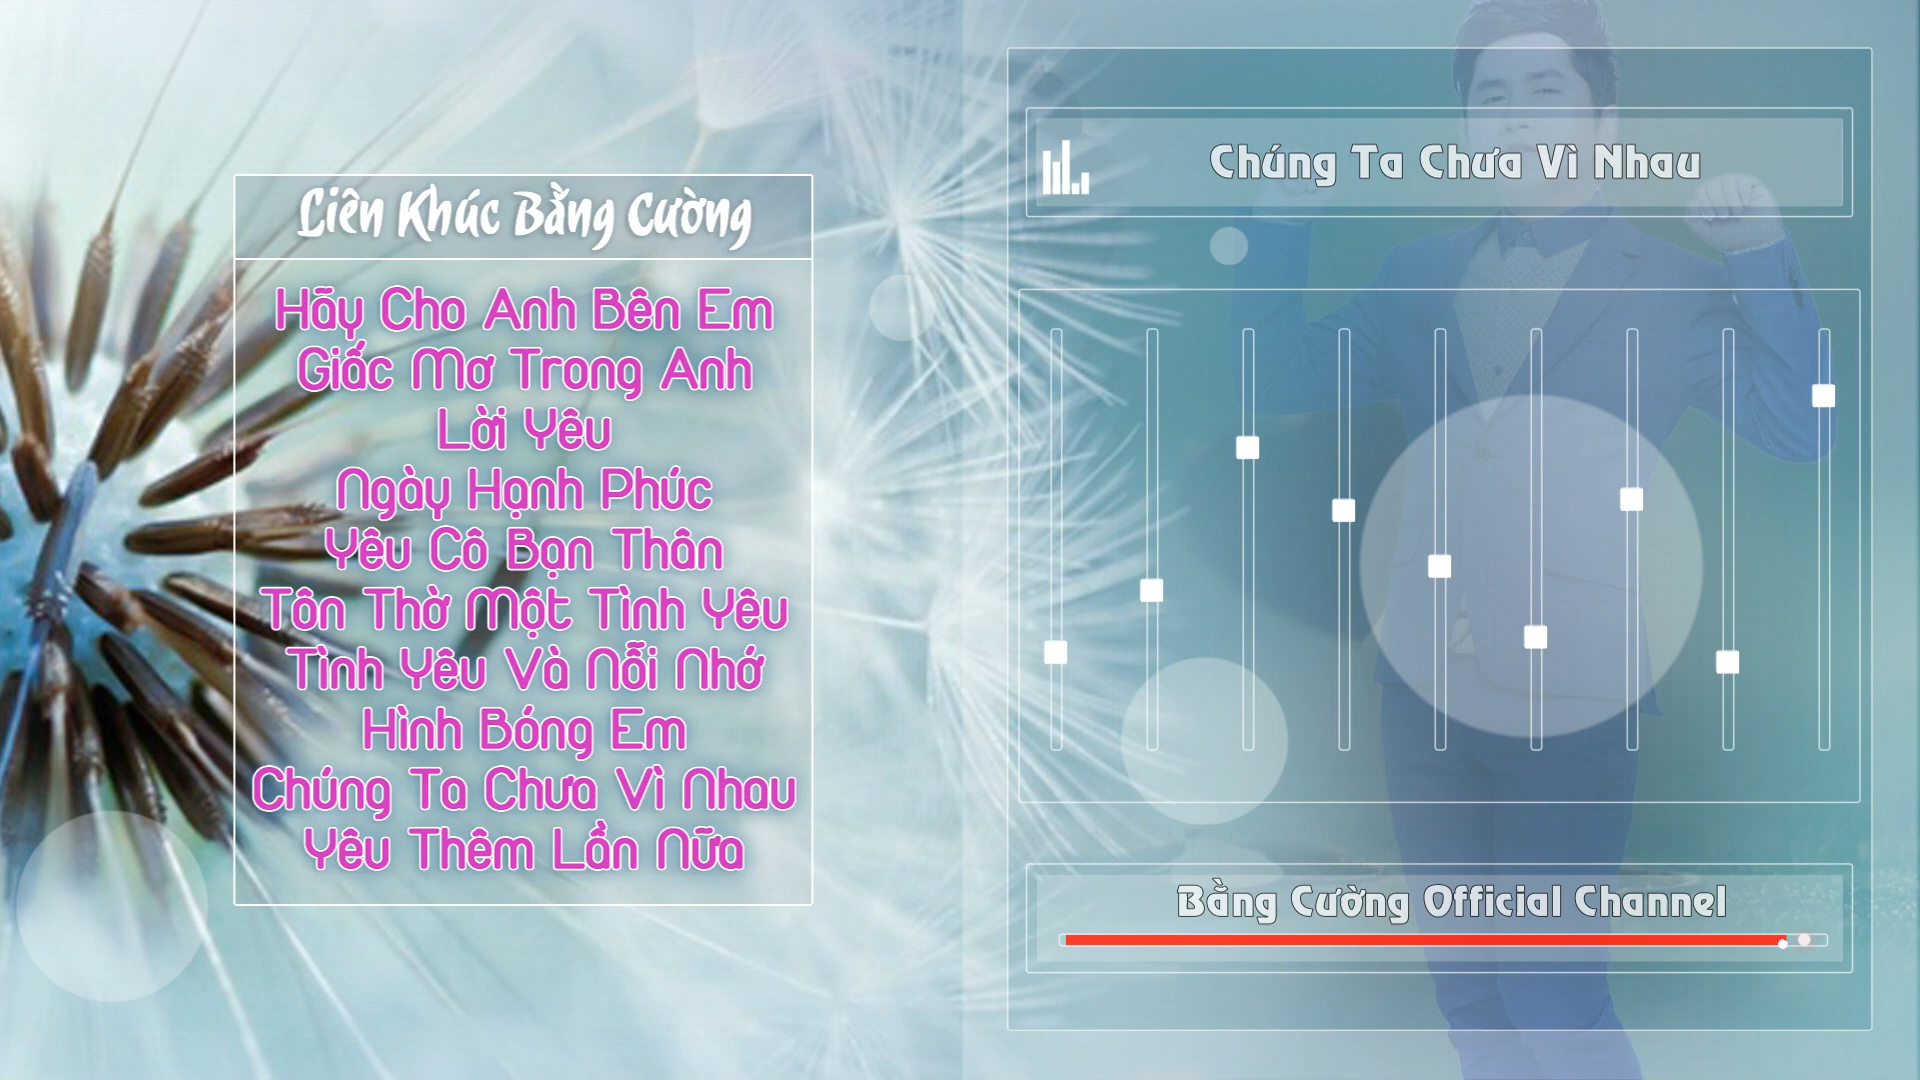 Liên Khúc Bằng Cường
Hãy Cho Anh Bên Em
Giấc Mơ Trong Anh
Lời Yêu
Ngày Hạnh Phúc
Yêu Cô Bạn Thân
Tôn Thờ Một Tình Yêu
Tình Yêu Và Nỗi Nhớ
Hình Bóng Em
Chúng Ta Chưa Vì Nhau
Yêu Thêm Lần Nữa
Chúng Ta Chưa Vì Nhau
Bằng Cường Official Channel